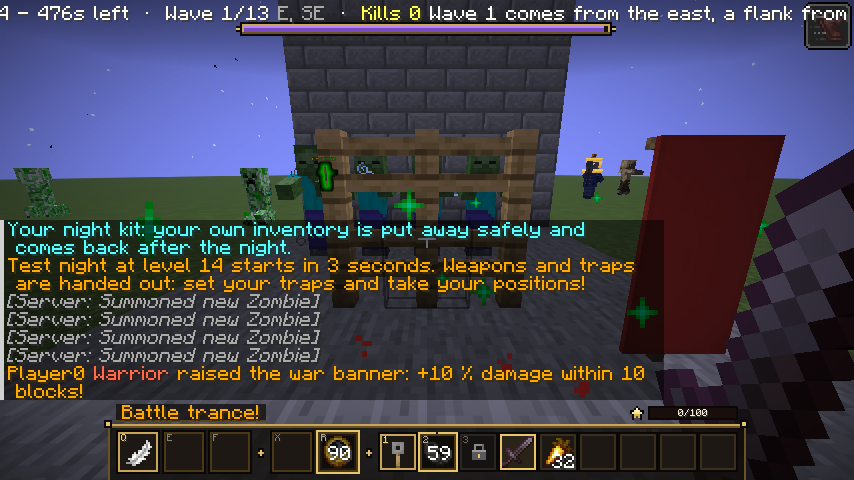 4 - 476s left · Wave 1/13 E, SE · Kills 0 Wave 1 comes from the east, a flank from
Your night kit: your own inventory is put away safely and
comes back after the night.
Test night at level 14 starts in 3 seconds. Weapons and traps
are handed out: set your traps and take your positions!
[Server: Summoned new Zombie]
[Server: Summoned new Zombie]
[Server: Summoned new Zombie]
[Server: Summoned new Zombie]
Player0 Warrior raised the war banner: +10 % damage within 10
blocks!
Battle trance!
0/100
Q E F X R 90 1 2 59 3 32